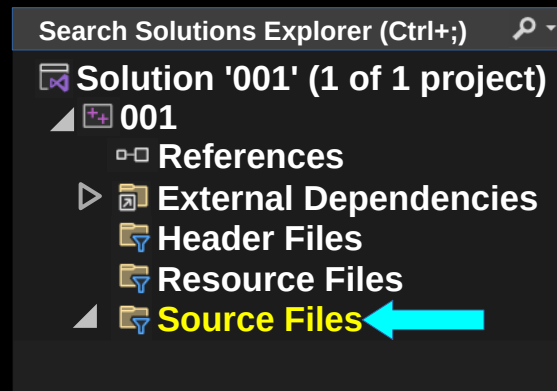 Search Solutions Explorer (Ctrl+;)
Solution '001' (1 of 1 project)
001
References
External Dependencies
Header Files
Resource Files
Source Files